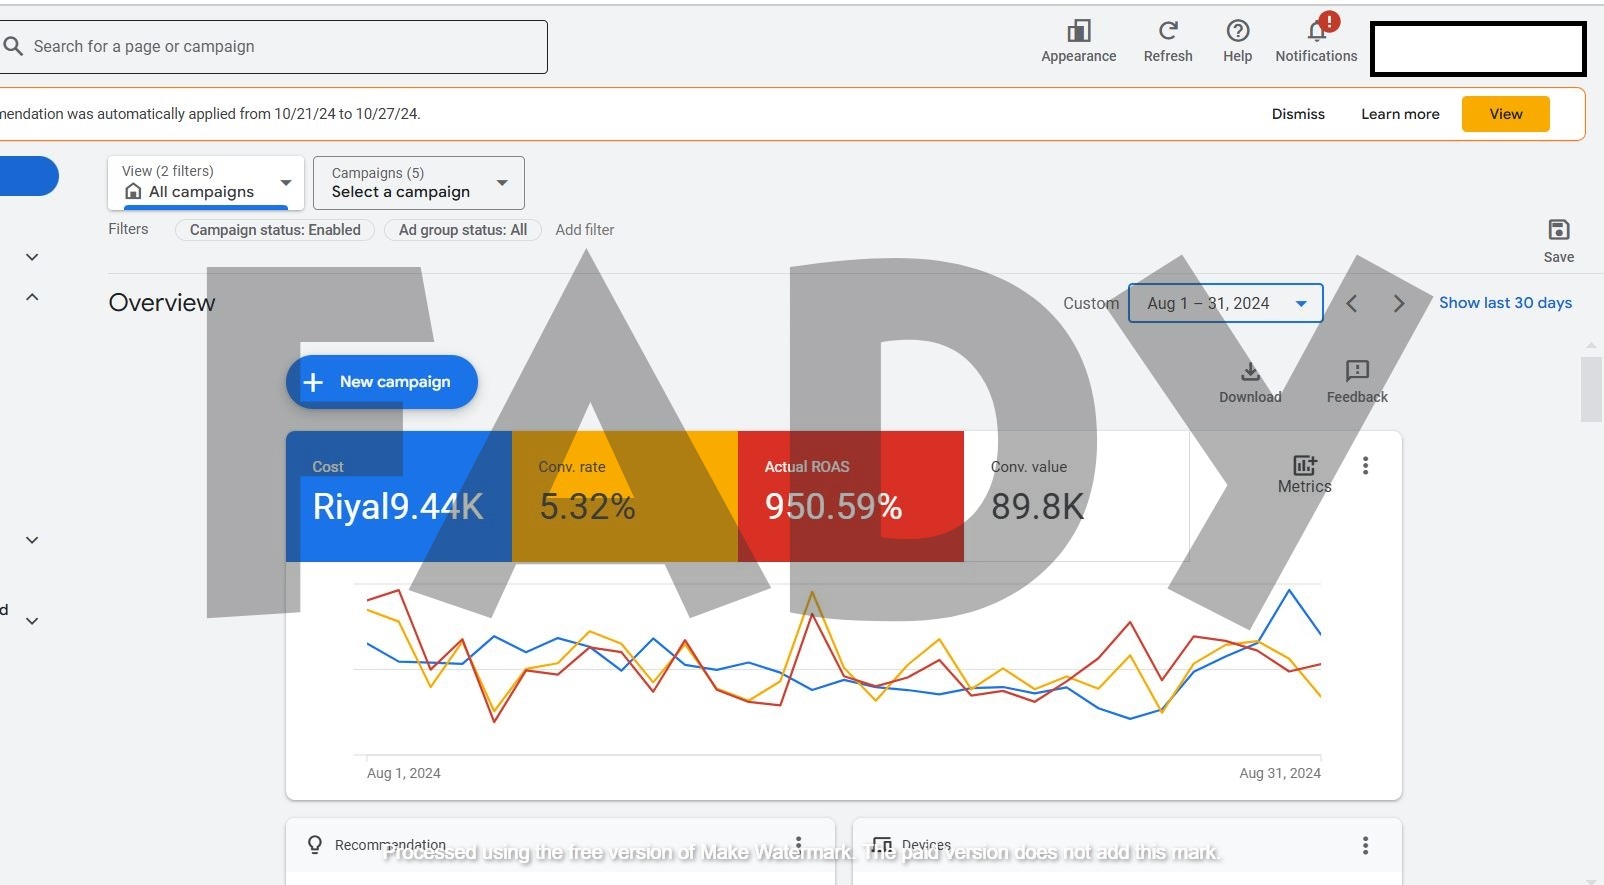 Search for a page or campaign
Appearance
Refresh
Help
Notifications
!
mendation was automatically applied from 10/21/24 to 10/27/24.
Dismiss
Learn more
View
View (2 filters)
All campaigns
Campaigns (5)
Select a campaign
Filters
Campaign status: Enabled
Ad group status: All
Add filter
Save
Overview
Custom
Aug 1 – 31, 2024
Show last 30 days
New campaign
Download
Feedback
Cost
Riyal9.44K
Conv. rate
5.32%
Actual ROAS
950.59%
Conv. value
89.8K
Metrics
FADY
d
Aug 1, 2024
Aug 31, 2024
Recommendation
Devices
Processed using the free version of Make Watermark. The paid version does not add this mark.